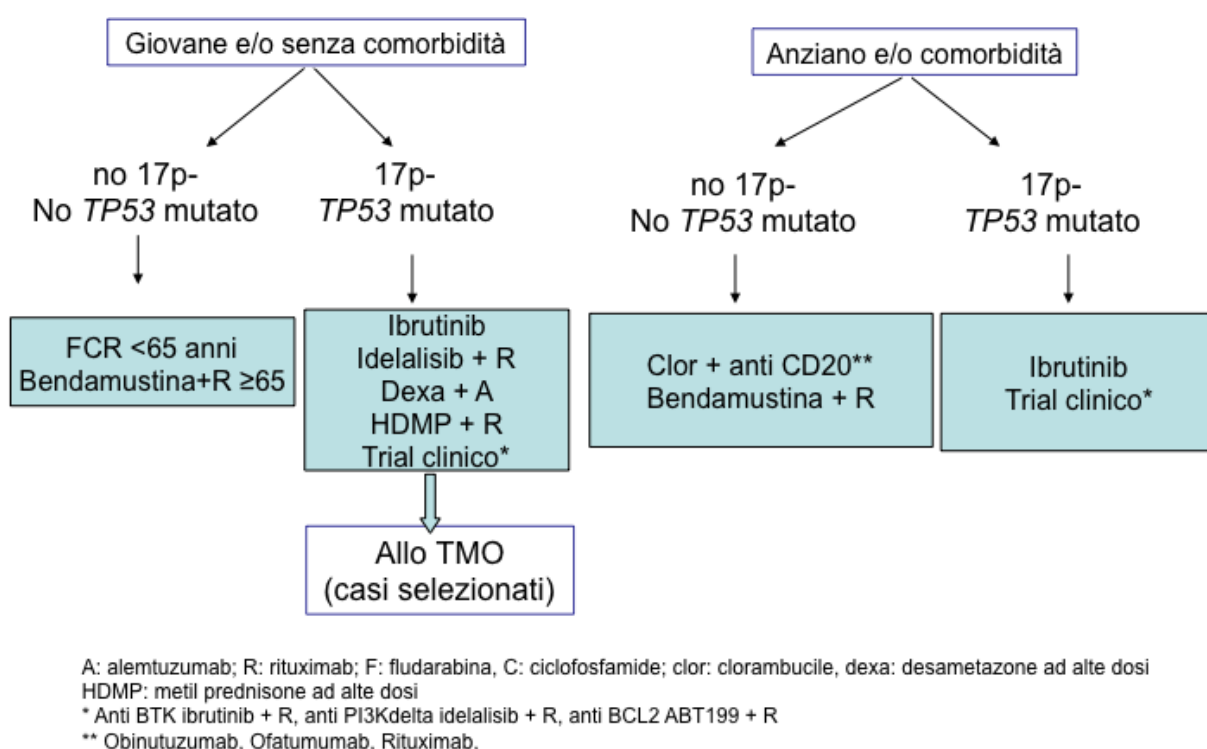 Giovane e/o senza comorbidità
Anziano e/o comorbidità
no 17p-
No TP53 mutato
17p-
TP53 mutato
no 17p-
No TP53 mutato
17p-
TP53 mutato
FCR <65 anni
Bendamustina+R ≥65
Ibrutinib
Idelalisib + R
Dexa + A
HDMP + R
Trial clinico*
Clor + anti CD20**
Bendamustina + R
Ibrutinib
Trial clinico*
Allo TMO
(casi selezionati)
A: alemtuzumab; R: rituximab; F: fludarabina, C: ciclofosfamide; clor: clorambucile, dexa: desametazone ad alte dosi
HDMP: metil prednisone ad alte dosi
* Anti BTK ibrutinib + R, anti PI3Kdelta idelalisib + R, anti BCL2 ABT199 + R
** Obinutuzumab, Ofatumumab, Rituximab.